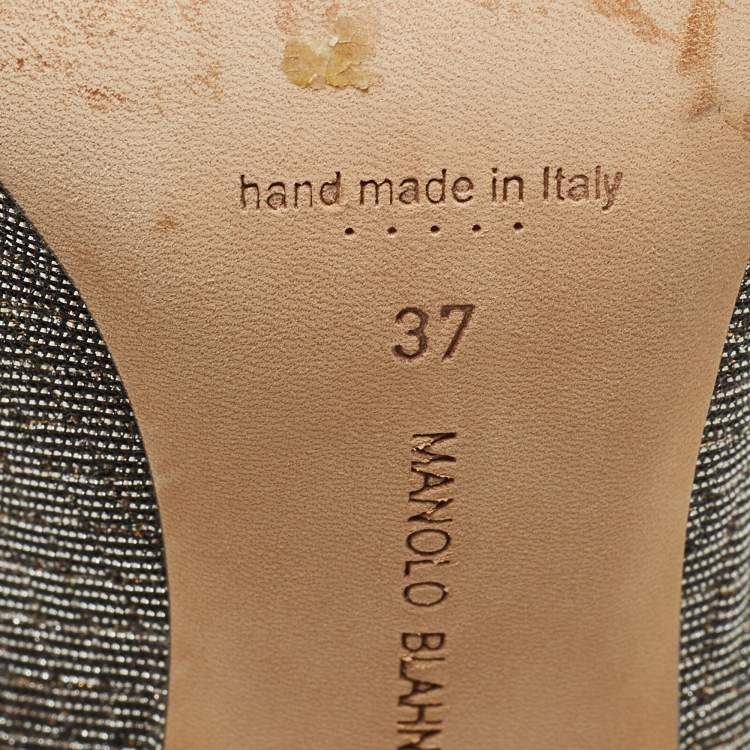 hand made in Italy
.....
37
MANOLO BLAHN